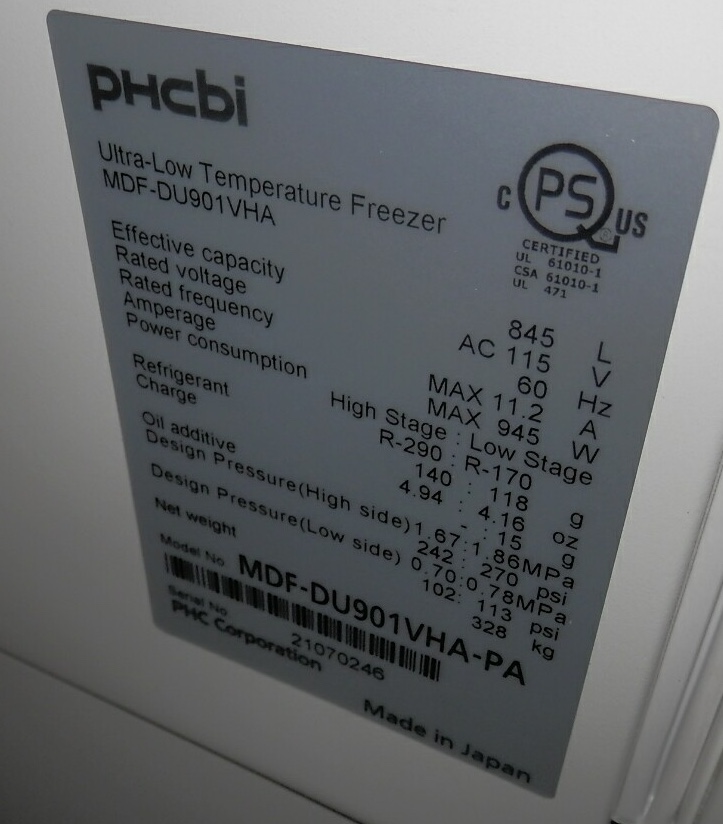 PHCbi
Ultra-Low Temperature Freezer
MDF-DU901VHA
C PS US
®
CERTIFIED
UL 61010-1
CSA 61010-1
UL 471
Effective capacity 845 L
Rated voltage AC 115 V
Rated frequency 60 Hz
Amperage MAX 11.2 A
Power consumption MAX 945 W
High Stage : Low Stage
Refrigerant R-290 : R-170
Charge 140 : 118 g
4.94 : 4.16 oz
Oil additive - : 15 g
Design Pressure(High side) 1.67:1.86MPa
242 : 270 psi
Design Pressure(Low side) 0.70:0.78MPa
102: 113 psi
Net weight 328 kg
Model No. MDF-DU901VHA-PA
Serial No. 21070246
PHC Corporation
Made in Japan